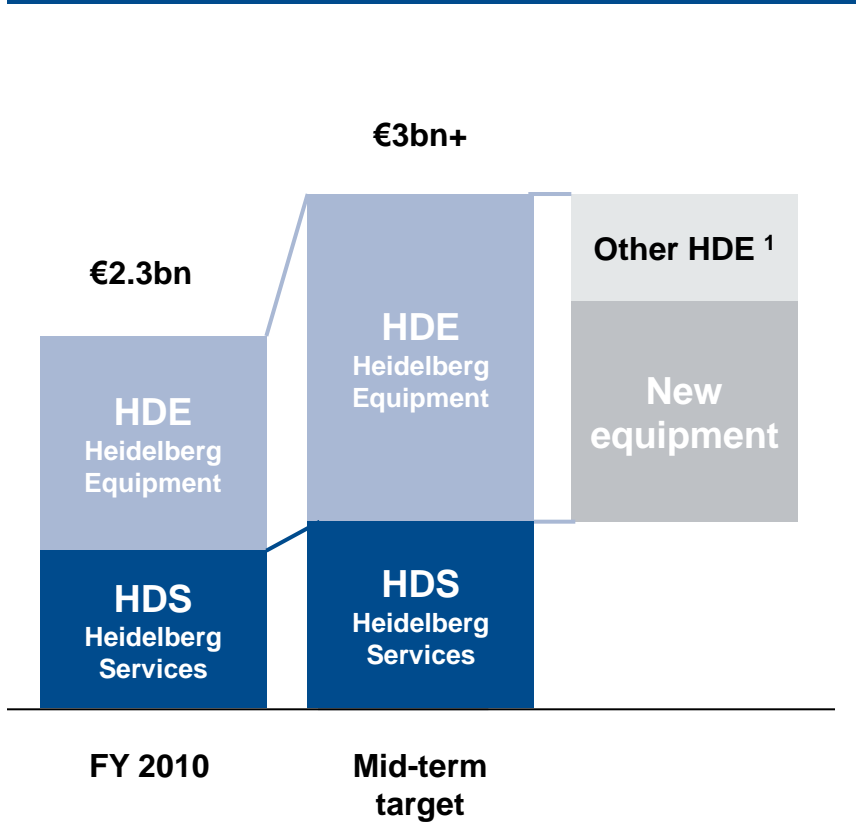 €3bn+
€2.3bn
HDE
Heidelberg
Equipment
HDS
Heidelberg
Services
HDE
Heidelberg
Equipment
HDS
Heidelberg
Services
Other HDE ¹
New
equipment
FY 2010
Mid-term
target